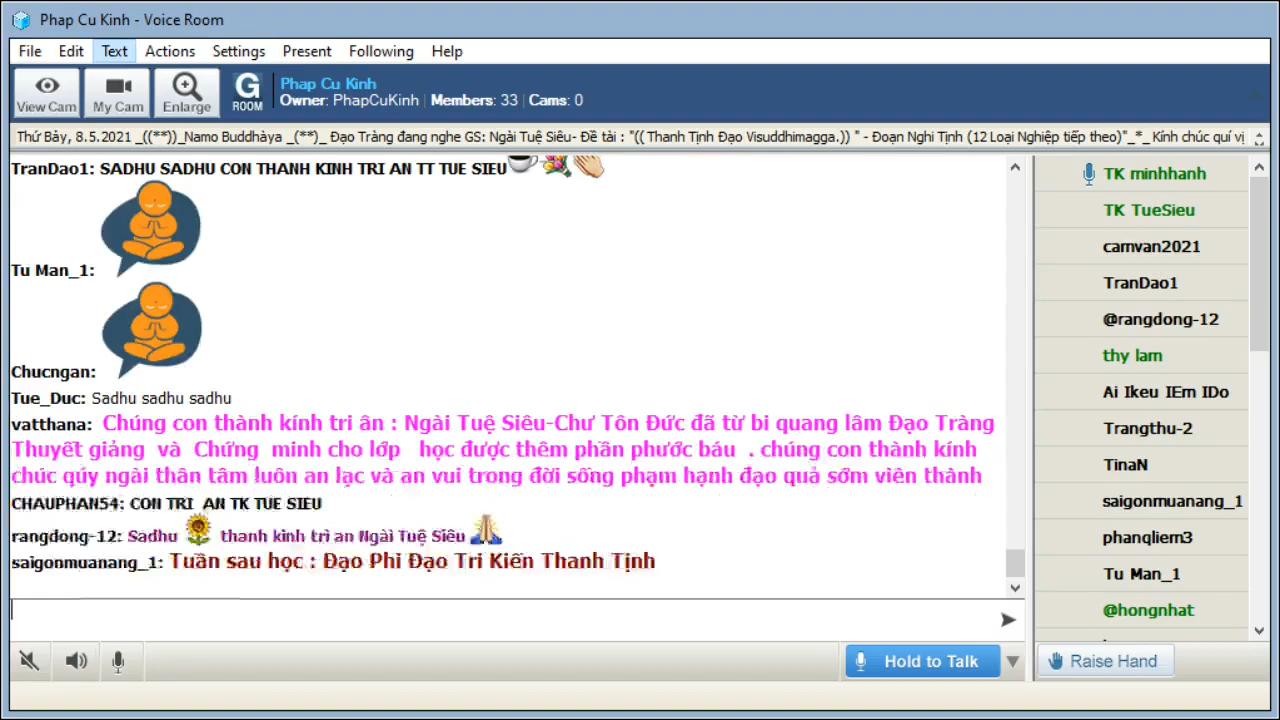 Phap Cu Kinh - Voice Room
File Edit Text Actions Settings Present Following Help
View Cam My Cam Enlarge G ROOM
Phap Cu Kinh
Owner: PhapCuKinh | Members: 33 | Cams: 0
Thứ Bảy, 8.5.2021 _((**))_Namo Buddhàya _(**)_ Đạo Tràng đang nghe GS: Ngài Tuệ Siêu- Đề tài : "(( Thanh Tịnh Đạo Visuddhimagga.)) " - Đoạn Nghi Tịnh (12 Loại Nghiệp tiếp theo)"_*_ Kính chúc quí vị
TranDao1: SADHU SADHU CON THANH KINH TRI AN TT TUE SIEU
Tu Man_1:
Chucngan:
Tue_Duc: Sadhu sadhu sadhu
vatthana: Chúng con thành kính tri ân : Ngài Tuệ Siêu-Chư Tôn Đức đã từ bi quang lâm Đạo Tràng
Thuyết giảng và Chứng minh cho lớp học được thêm phần phước báu . chúng con thành kính
chúc qúy ngài thân tâm luôn an lạc và an vui trong đời sống phạm hạnh đạo quả sớm viên thành
CHAUPHAN54: CON TRI AN TK TUE SIEU
rangdong-12: Sadhu thanh kinh tri an Ngài Tuệ Siêu
saigonmuanang_1: Tuần sau học : Đạo Phi Đạo Tri Kiến Thanh Tịnh
TK minhhanh
TK TueSieu
camvan2021
TranDao1
@rangdong-12
thy lam
Ai Ikeu IEm IDo
Trangthu-2
TinaN
saigonmuanang_1
phanqliem3
Tu Man_1
@hongnhat
Hold to Talk
Raise Hand